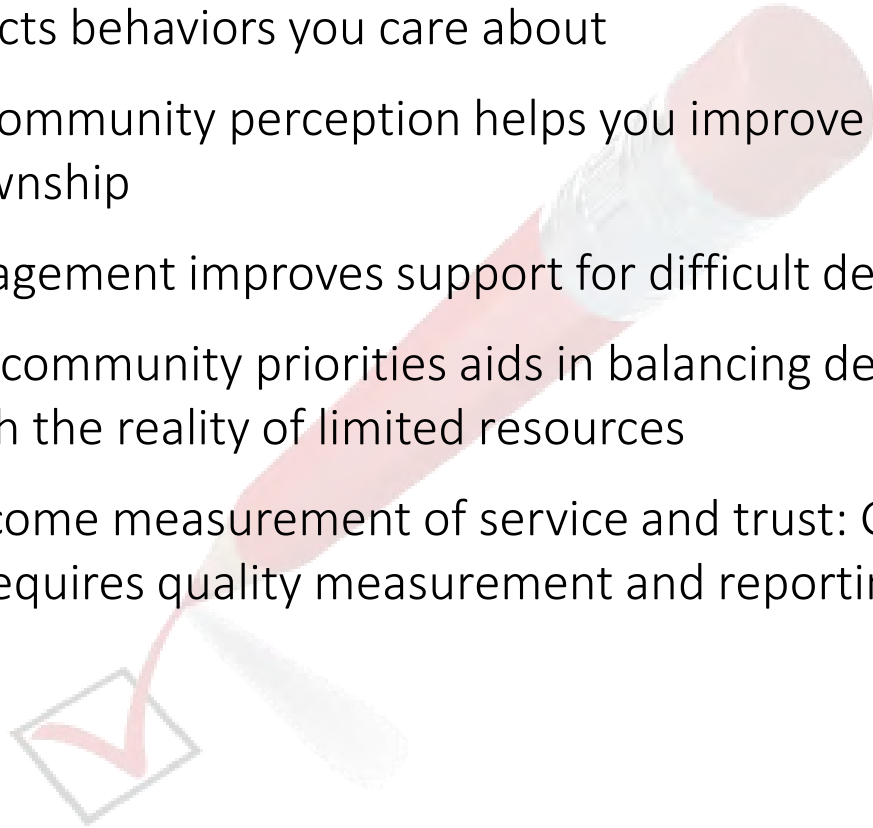 cts behaviors you care about
ommunity perception helps you improve
wnship
agement improves support for difficult de
community priorities aids in balancing de
h the reality of limited resources
come measurement of service and trust:
equires quality measurement and reportin